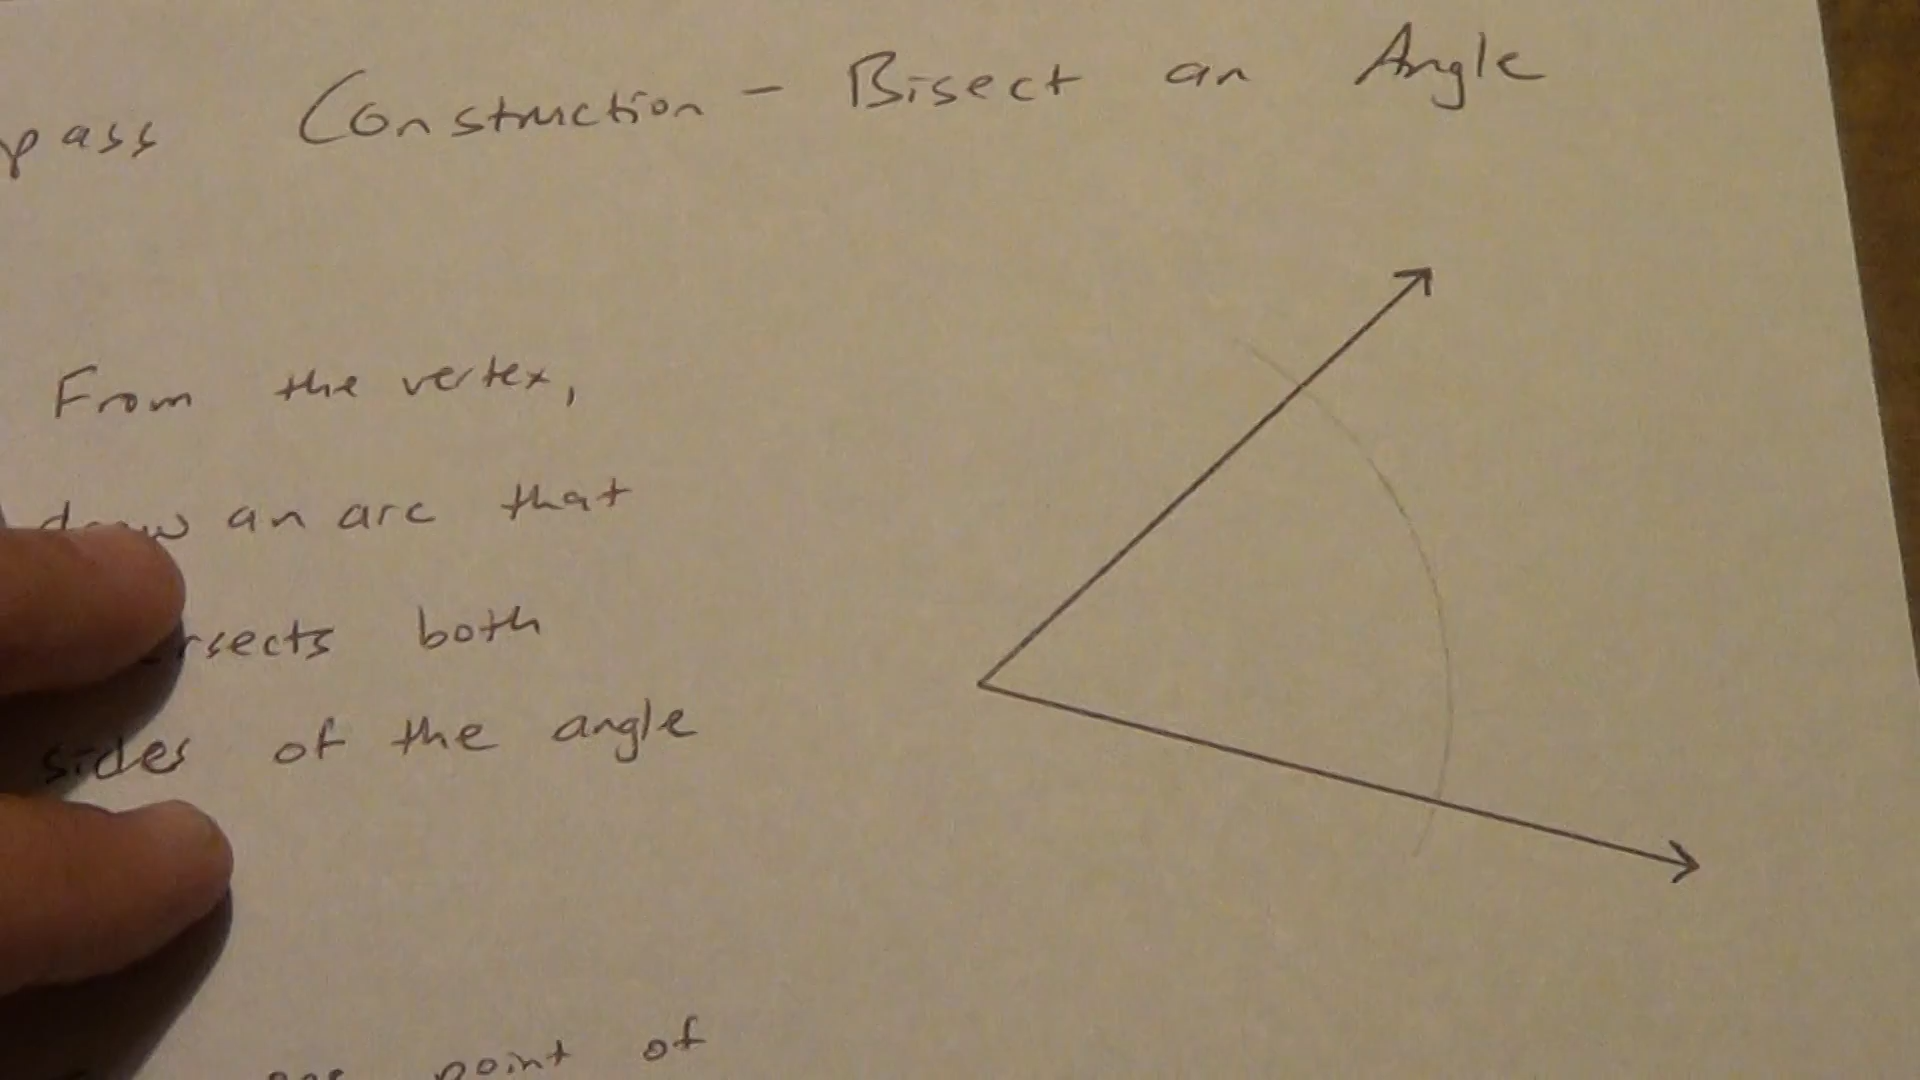 pass Construction - Bisect an Angle
From the vertex,
draw an arc that
rsects both
sides of the angle
point of